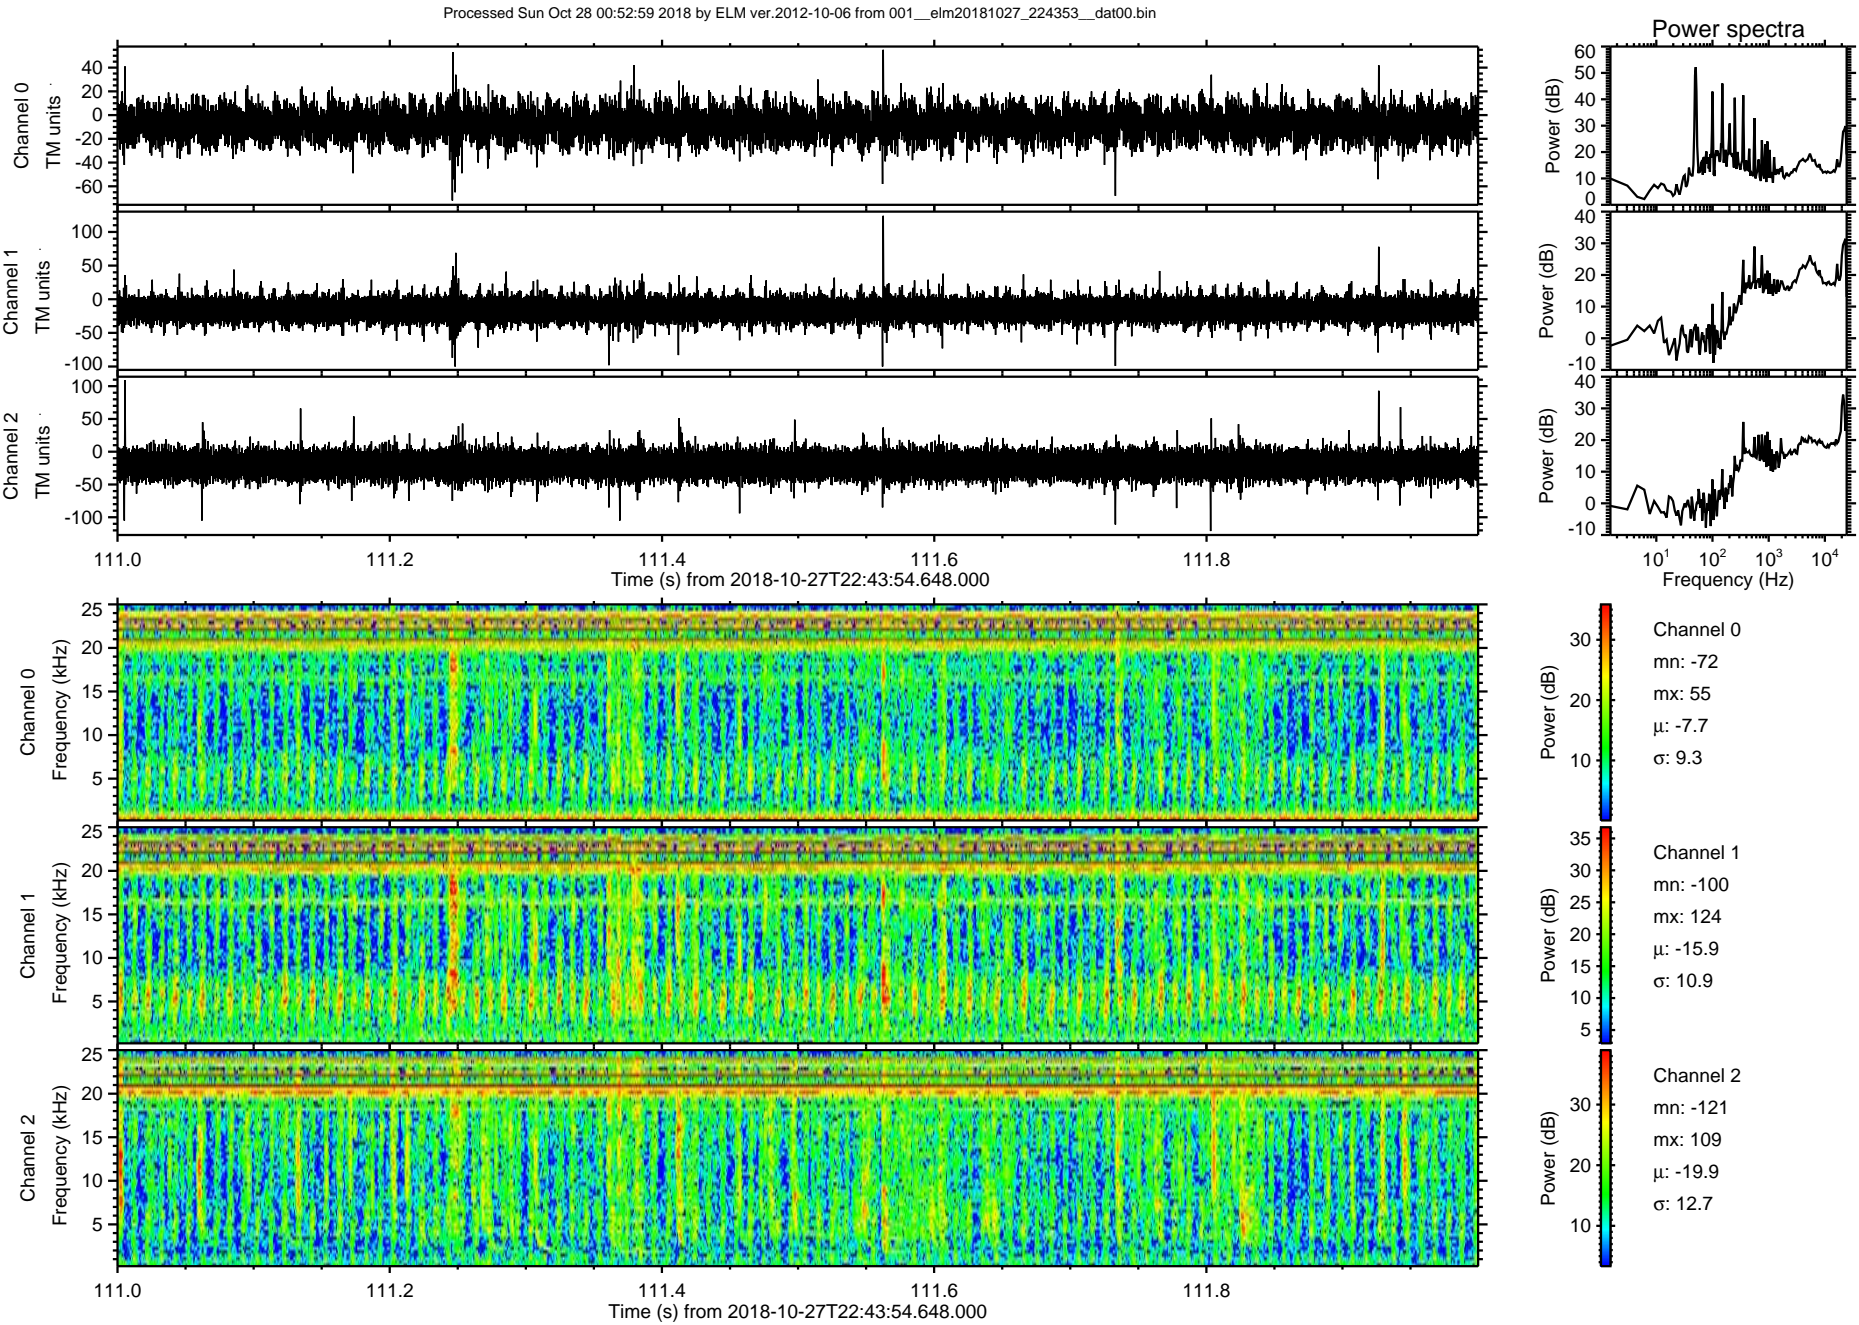 Processed Sun Oct 28 00:52:59 2018 by ELM ver.2012-10-06 from 001__elm20181027_224353__dat00.bin
Power spectra
Channel 0
TM units
40
20
0
-20
-40
-60
Power (dB)
60
50
40
30
20
10
0
Channel 1
TM units
100
50
0
-50
-100
Power (dB)
40
30
20
10
0
-10
Channel 2
TM units
100
50
0
-50
-100
Power (dB)
40
30
20
10
0
-10
111.0 111.2 111.4 111.6 111.8
Time (s) from 2018-10-27T22:43:54.648.000
10¹ 10² 10³ 10⁴
Frequency (Hz)
Channel 0
Frequency (kHz)
25
20
15
10
5
Power (dB)
30
20
10
Channel 0
mn: -72
mx: 55
µ: -7.7
σ: 9.3
Channel 1
Frequency (kHz)
25
20
15
10
5
Power (dB)
35
30
25
20
15
10
5
Channel 1
mn: -100
mx: 124
µ: -15.9
σ: 10.9
Channel 2
Frequency (kHz)
25
20
15
10
5
Power (dB)
30
20
10
Channel 2
mn: -121
mx: 109
µ: -19.9
σ: 12.7
111.0 111.2 111.4 111.6 111.8
Time (s) from 2018-10-27T22:43:54.648.000